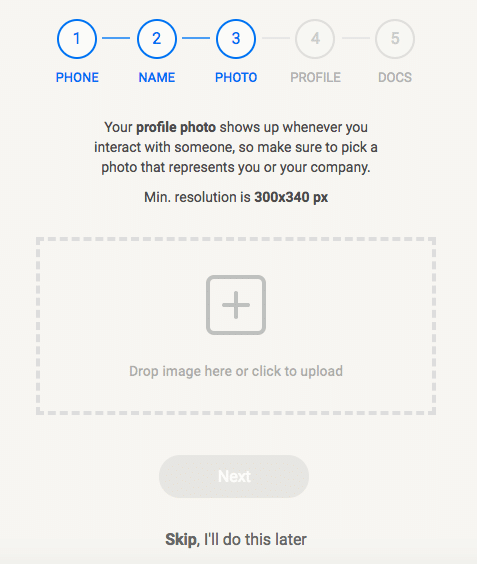 1 2 3 4 5
PHONE NAME PHOTO PROFILE DOCS
Your profile photo shows up whenever you
interact with someone, so make sure to pick a
photo that represents you or your company.
Min. resolution is 300x340 px
Drop image here or click to upload
Next
Skip, I'll do this later